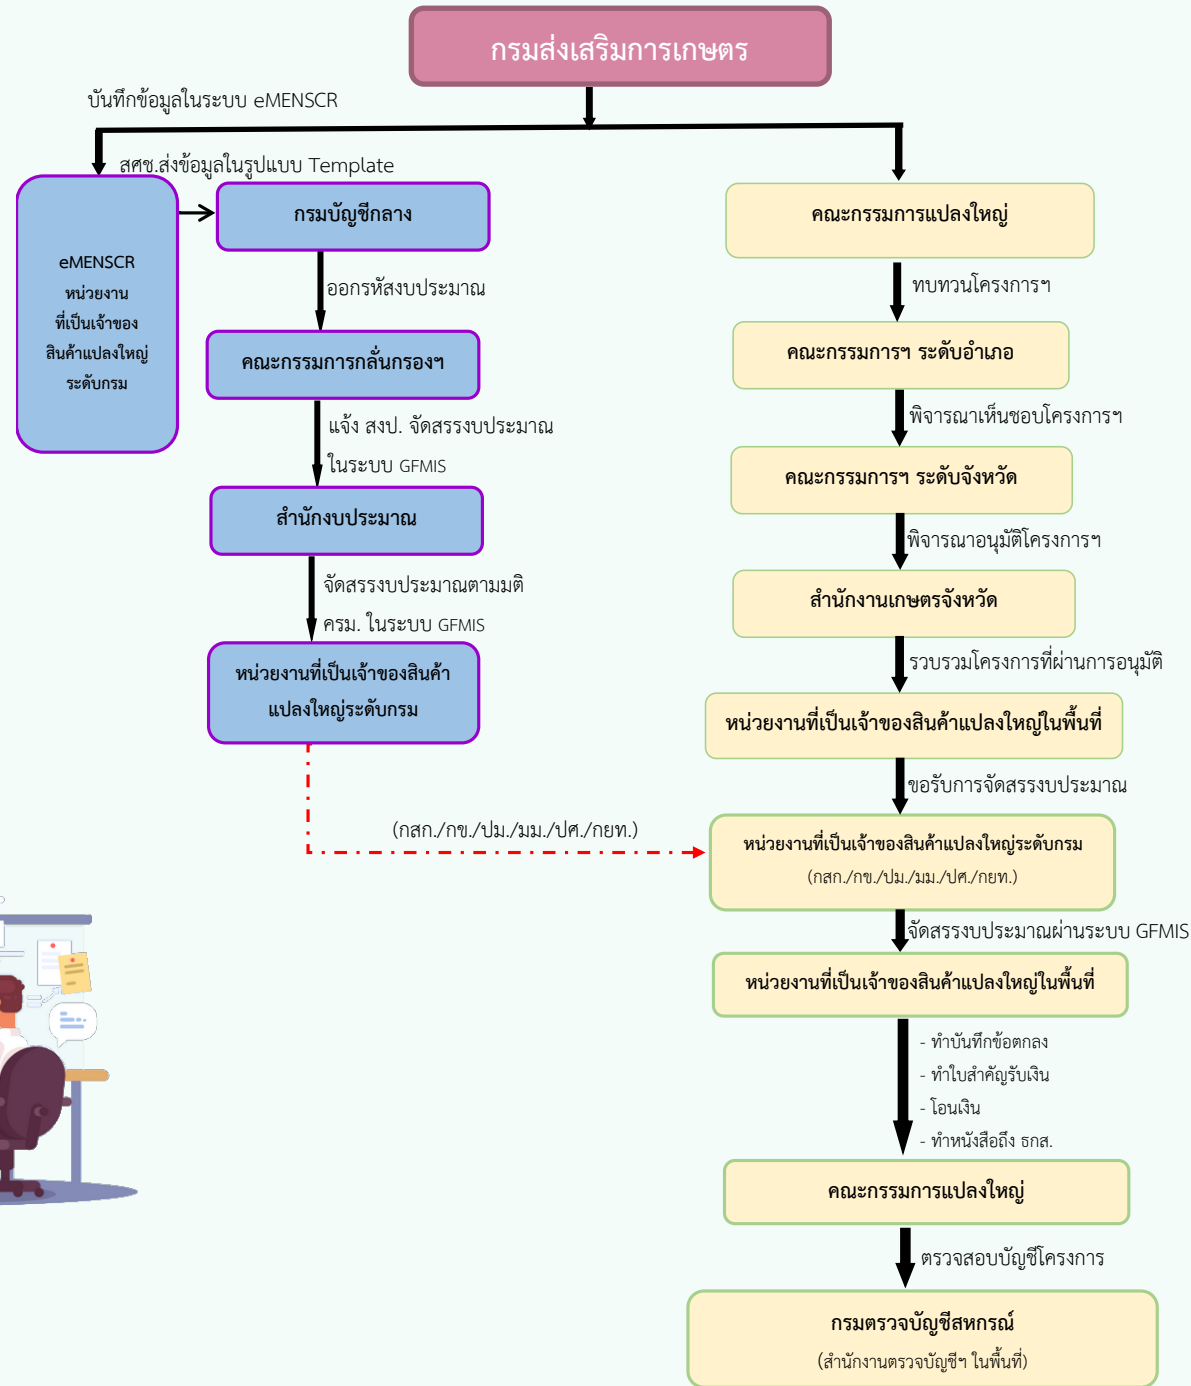 กรมส่งเสริมการเกษตร
บันทึกข้อมูลในระบบ eMENSCR
สศช.ส่งข้อมูลในรูปแบบ Template
eMENSCR
หน่วยงาน
ที่เป็นเจ้าของ
สินค้าแปลงใหญ่
ระดับกรม
กรมบัญชีกลาง
ออกรหัสงบประมาณ
คณะกรรมการกลั่นกรองฯ
แจ้ง สงป. จัดสรรงบประมาณ
ในระบบ GFMIS
สำนักงบประมาณ
จัดสรรงบประมาณตามมติ
ครม. ในระบบ GFMIS
หน่วยงานที่เป็นเจ้าของสินค้า
แปลงใหญ่ระดับกรม
(กสก./กข./ปม./มม./ปศ./กยท.)
คณะกรรมการแปลงใหญ่
ทบทวนโครงการฯ
คณะกรรมการฯ ระดับอำเภอ
พิจารณาเห็นชอบโครงการฯ
คณะกรรมการฯ ระดับจังหวัด
พิจารณาอนุมัติโครงการฯ
สำนักงานเกษตรจังหวัด
รวบรวมโครงการที่ผ่านการอนุมัติ
หน่วยงานที่เป็นเจ้าของสินค้าแปลงใหญ่ในพื้นที่
ขอรับการจัดสรรงบประมาณ
หน่วยงานที่เป็นเจ้าของสินค้าแปลงใหญ่ระดับกรม
(กสก./กข./ปม./มม./ปศ./กยท.)
จัดสรรงบประมาณผ่านระบบ GFMIS
หน่วยงานที่เป็นเจ้าของสินค้าแปลงใหญ่ในพื้นที่
- ทำบันทึกข้อตกลง
- ทำใบสำคัญรับเงิน
- โอนเงิน
- ทำหนังสือถึง ธกส.
คณะกรรมการแปลงใหญ่
ตรวจสอบบัญชีโครงการ
กรมตรวจบัญชีสหกรณ์
(สำนักงานตรวจบัญชีฯ ในพื้นที่)